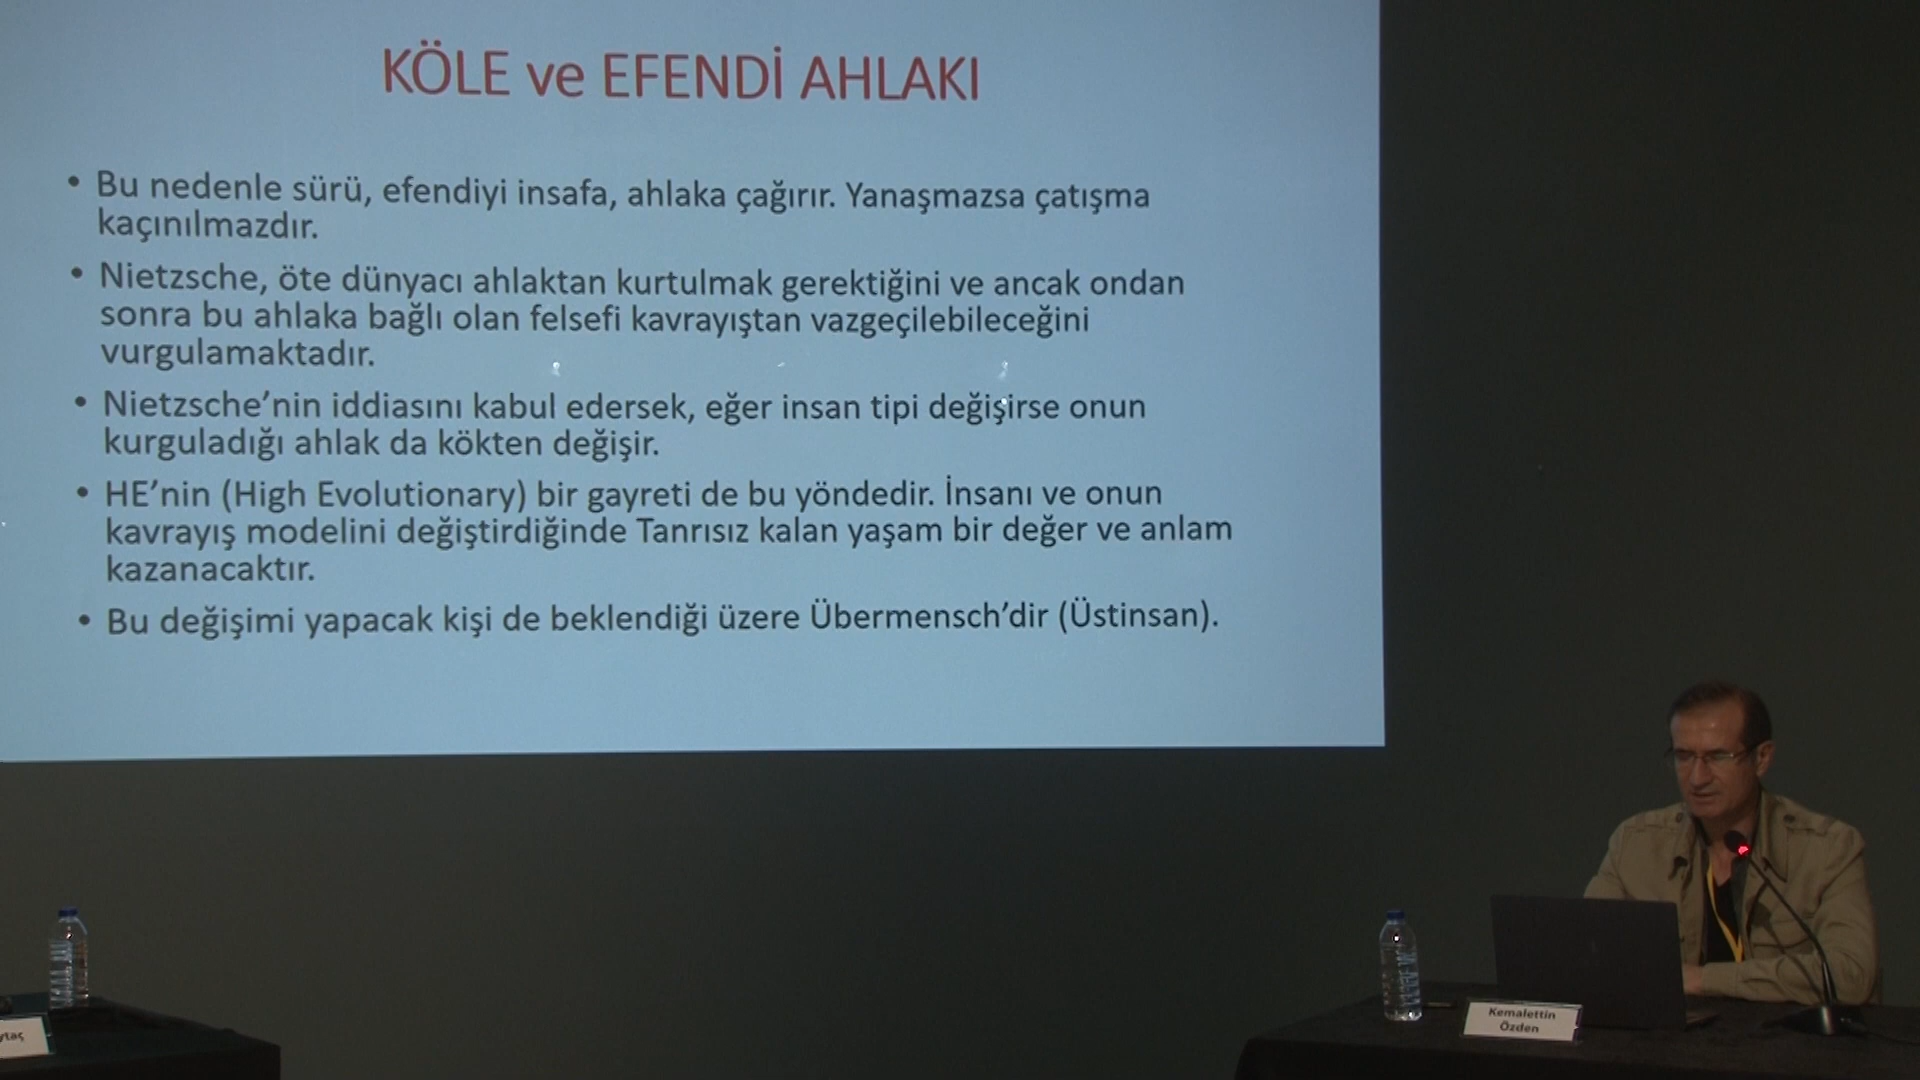 KÖLE ve EFENDİ AHLAKI
• Bu nedenle sürü, efendiyi insafa, ahlaka çağırır. Yanaşmazsa çatışma
kaçınılmazdır.
• Nietzsche, öte dünyacı ahlaktan kurtulmak gerektiğini ve ancak ondan
sonra bu ahlaka bağlı olan felsefi kavrayıştan vazgeçilebileceğini
vurgulamaktadır.
• Nietzsche’nin iddiasını kabul edersek, eğer insan tipi değişirse onun
kurguladığı ahlak da kökten değişir.
• HE’nin (High Evolutionary) bir gayreti de bu yöndedir. İnsanı ve onun
kavrayış modelini değiştirdiğinde Tanrısız kalan yaşam bir değer ve anlam
kazanacaktır.
• Bu değişimi yapacak kişi de beklendiği üzere Übermensch’dir (Üstinsan).
Kemalettin
Özden